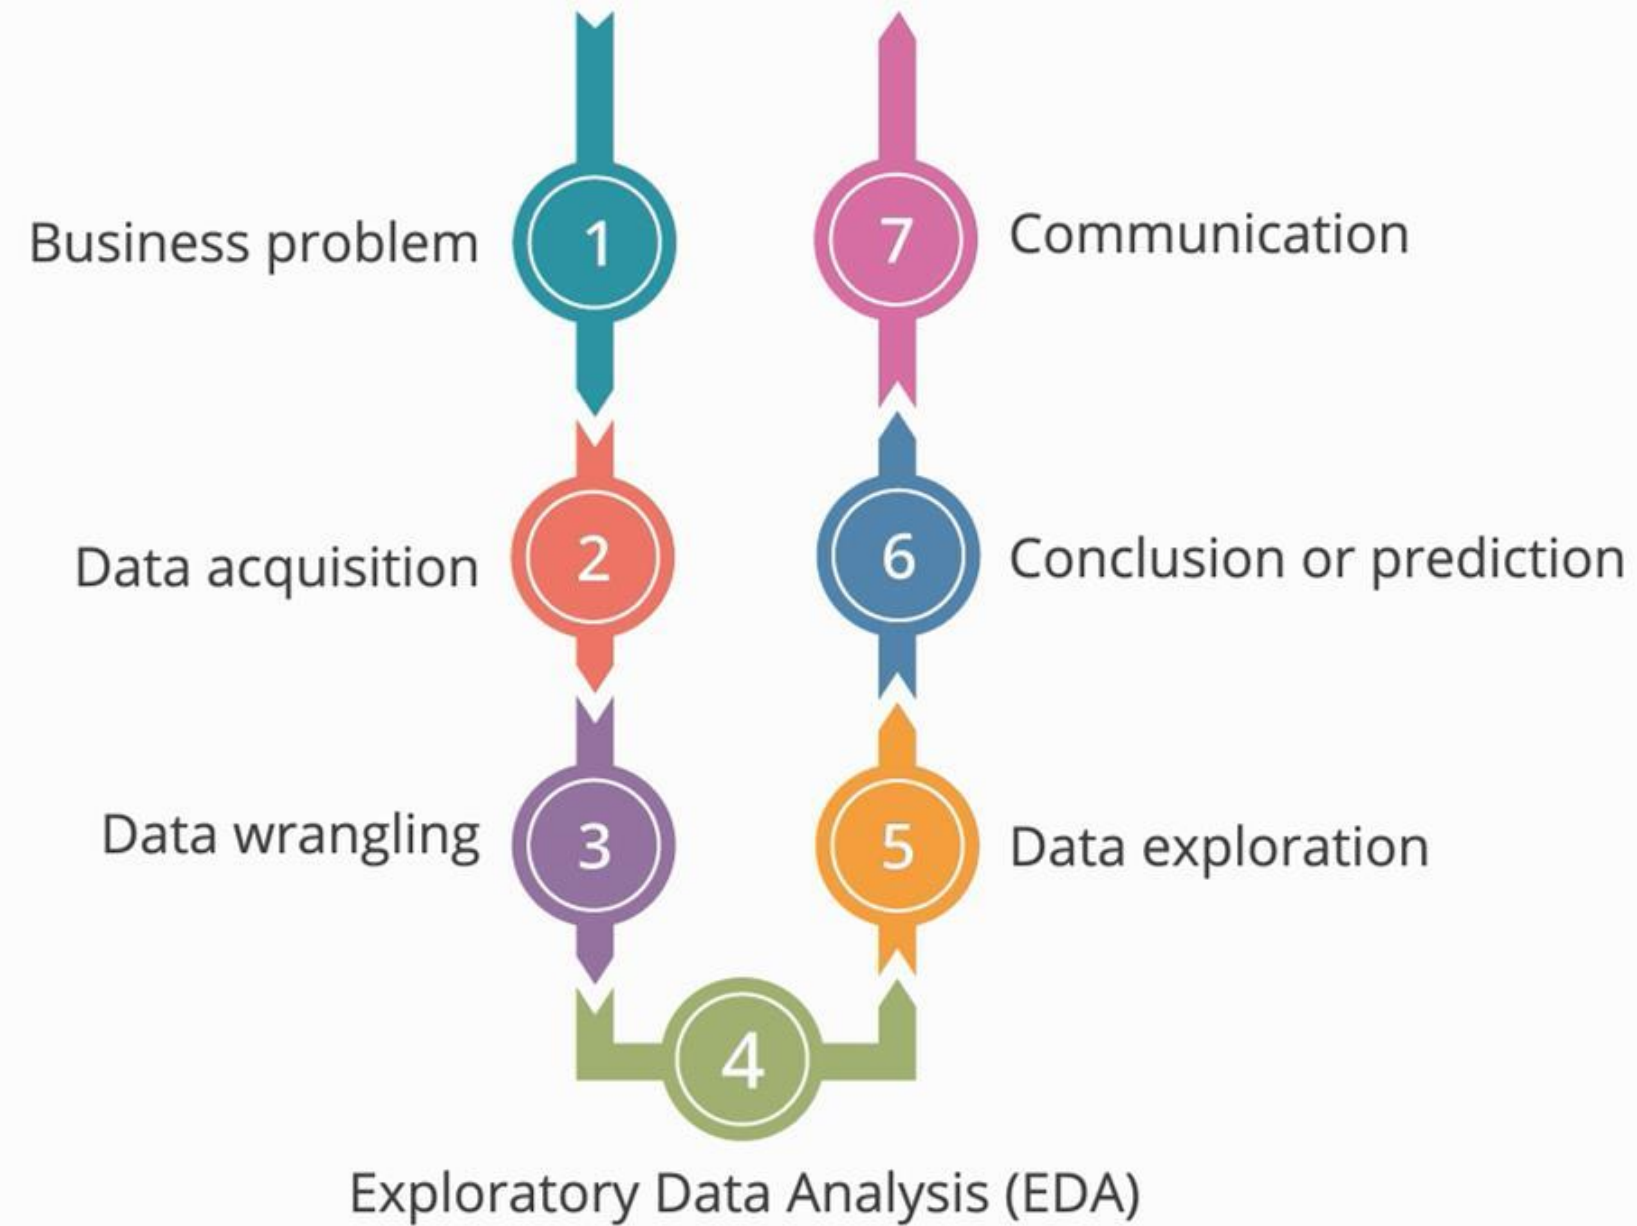 Business problem
1
Data acquisition
2
Data wrangling
3
4
Exploratory Data Analysis (EDA)
5
Data exploration
6
Conclusion or prediction
7
Communication